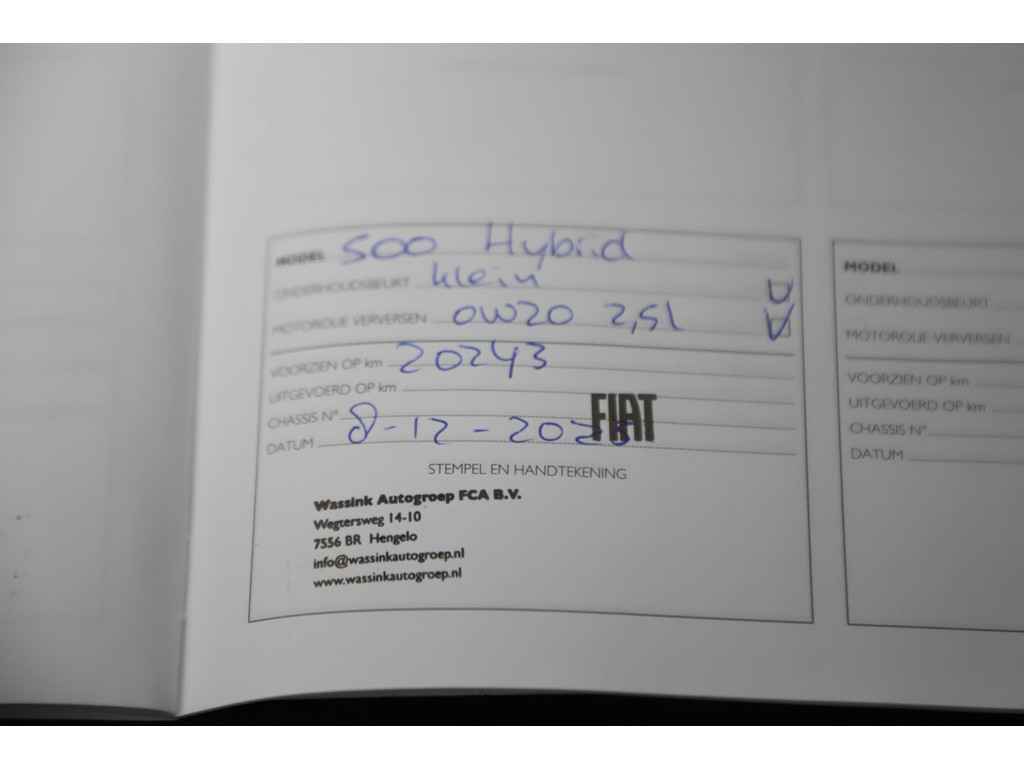 MODEL 500 Hybrid
ONDERHOUDSBEURT klein
MOTOROLIE VERVERSEN 0W20 2,5l
VOORZIEN OP km 20243
UITGEVOERD OP km
CHASSIS N°
DATUM 8-12-
FIAT
STEMPEL EN HANDTEKENING
Wassink Autogroep FCA B.V.
Wegtersweg 14-10
7556 BR Hengelo
info@wassinkautogroep.nl
www.wassinkautogroep.nl
MODEL
ONDERHOUDSBEURT
MOTOROLIE VERVERSEN
VOORZIEN OP km
UITGEVOERD OP km
CHASSIS N°
DATUM